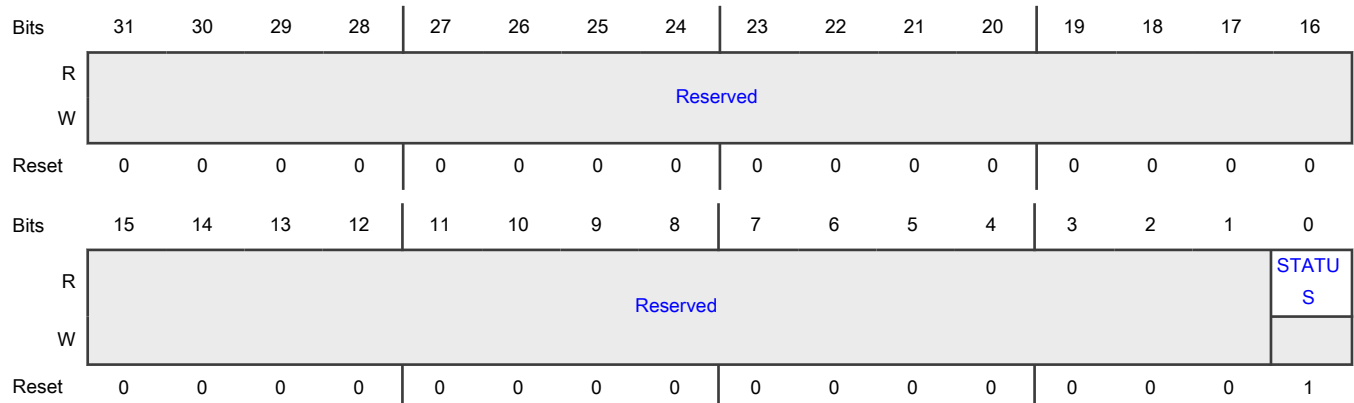 Bits 31 30 29 28 27 26 25 24 23 22 21 20 19 18 17 16
R
Reserved
W
Reset 0 0 0 0 0 0 0 0 0 0 0 0 0 0 0 0
Bits 15 14 13 12 11 10 9 8 7 6 5 4 3 2 1 0
R STATU
S
Reserved
W
Reset 0 0 0 0 0 0 0 0 0 0 0 0 0 0 0 1